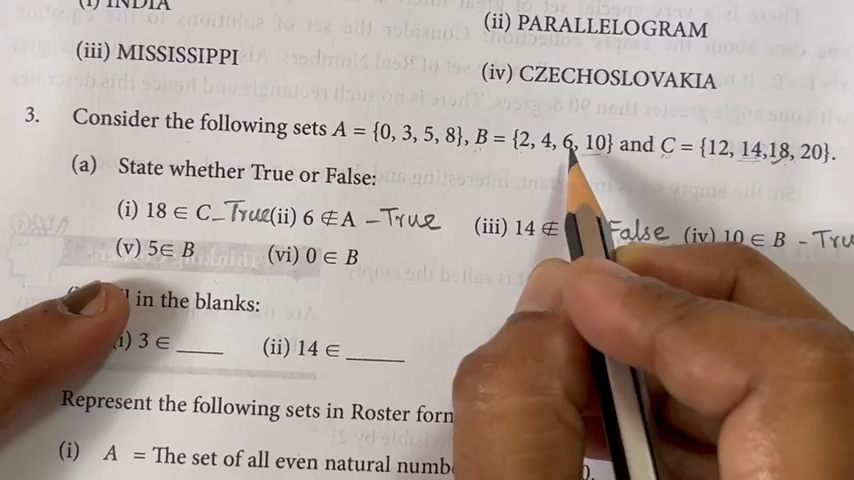 (i) INDIA
(ii) PARALLELOGRAM
(iii) MISSISSIPPI
(iv) CZECHOSLOVAKIA
3. Consider the following sets A = {0, 3, 5, 8}, B = {2, 4, 6, 10} and C = {12, 14,18, 20}.
(a) State whether True or False:
(i) 18 ∈ C - True (ii) 6 ∉ A - True (iii) 14 ∉ False (iv) 10 ∈ B - Tru
(v) 5∈ B (vi) 0 ∈ B
in the blanks:
i) 3 ∈ ____ (ii) 14 ∈ ____
Represent the following sets in Roster form
(i) A = The set of all even natural numb